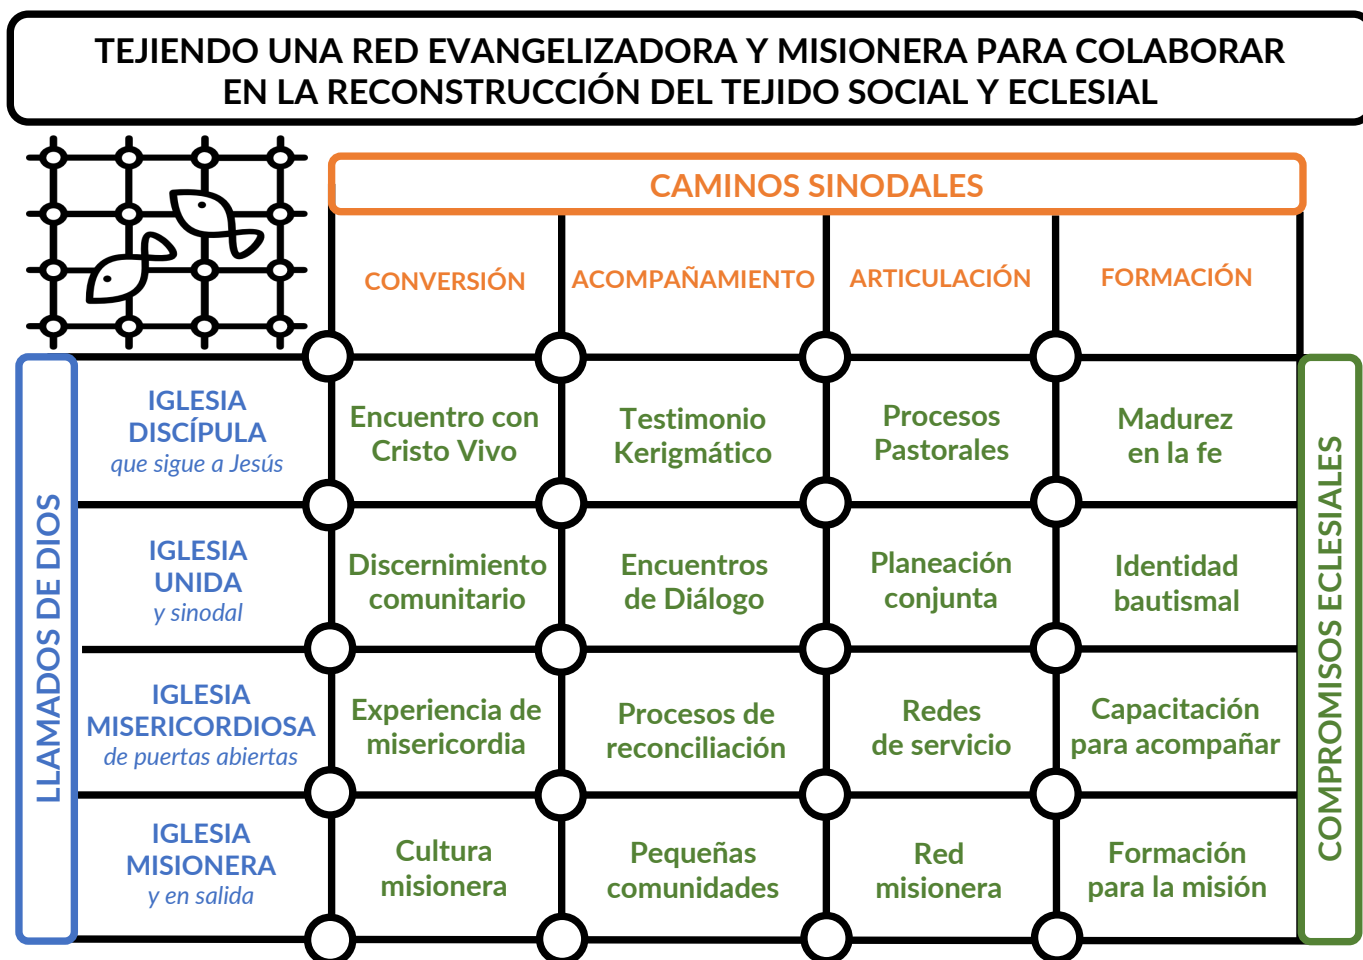 TEJIENDO UNA RED EVANGELIZADORA Y MISIONERA PARA COLABORAR
EN LA RECONSTRUCCIÓN DEL TEJIDO SOCIAL Y ECLESIAL
CAMINOS SINODALES
CONVERSIÓN
ACOMPAÑAMIENTO
ARTICULACIÓN
FORMACIÓN
LLAMADOS DE DIOS
IGLESIA
DISCÍPULA
que sigue a Jesús
Encuentro con
Cristo Vivo
Testimonio
Kerigmático
Procesos
Pastorales
Madurez
en la fe
IGLESIA
UNIDA
y sinodal
Discernimiento
comunitario
Encuentros
de Diálogo
Planeación
conjunta
Identidad
bautismal
IGLESIA
MISERICORDIOSA
de puertas abiertas
Experiencia de
misericordia
Procesos de
reconciliación
Redes
de servicio
Capacitación
para acompañar
IGLESIA
MISIONERA
y en salida
Cultura
misionera
Pequeñas
comunidades
Red
misionera
Formación
para la misión
COMPROMISOS ECLESIALES